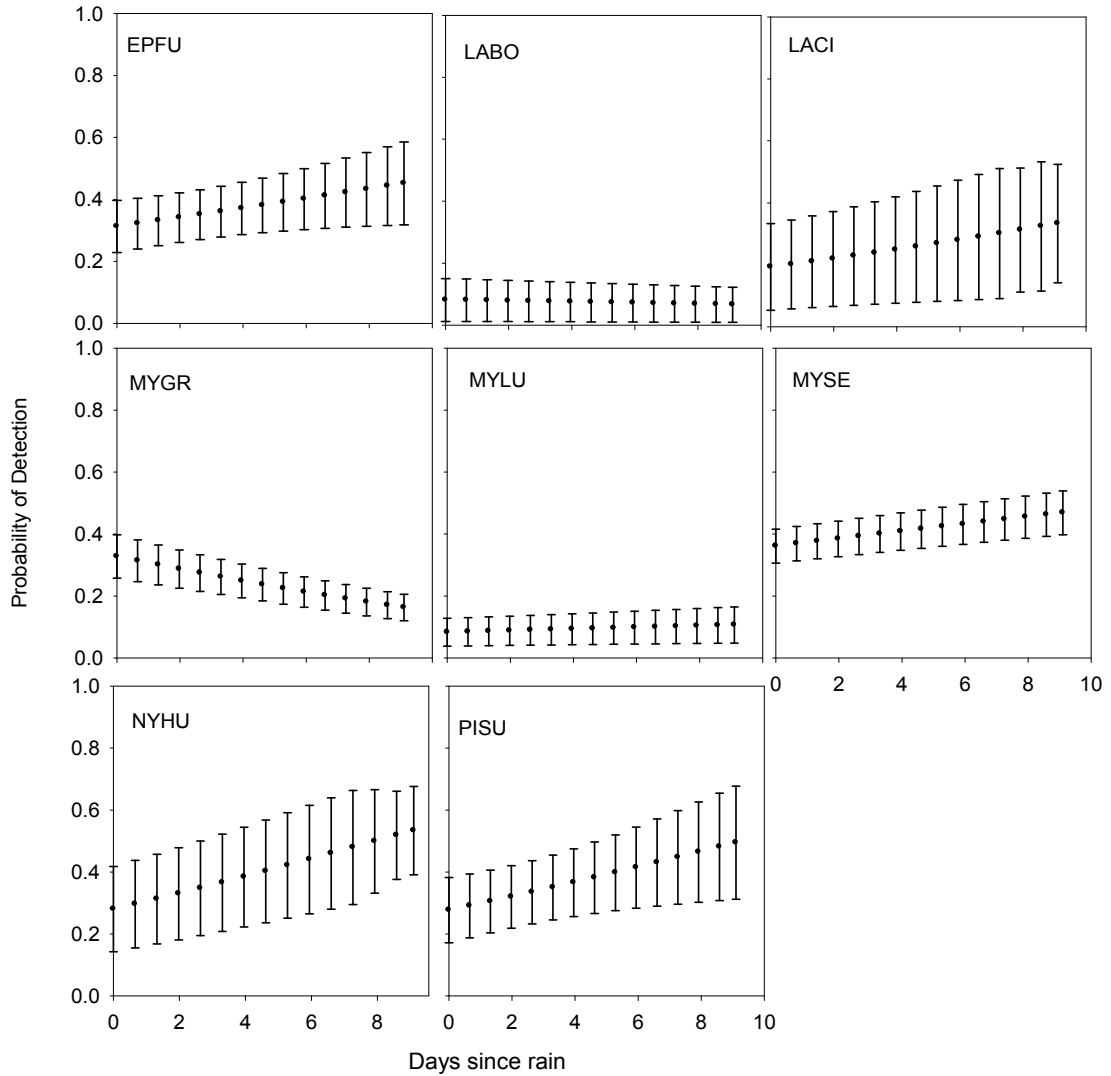 1.0
EPFU
LABO
LACI
0.8
0.6
0.4
0.2
0.0
1.0
MYGR
MYLU
MYSE
0.8
0.6
0.4
0.2
0.0
0 2 4 6 8 10
1.0
NYHU
PISU
0.8
0.6
0.4
0.2
0.0
0 2 4 6 8
0 2 4 6 8 10
Probability of Detection
Days since rain